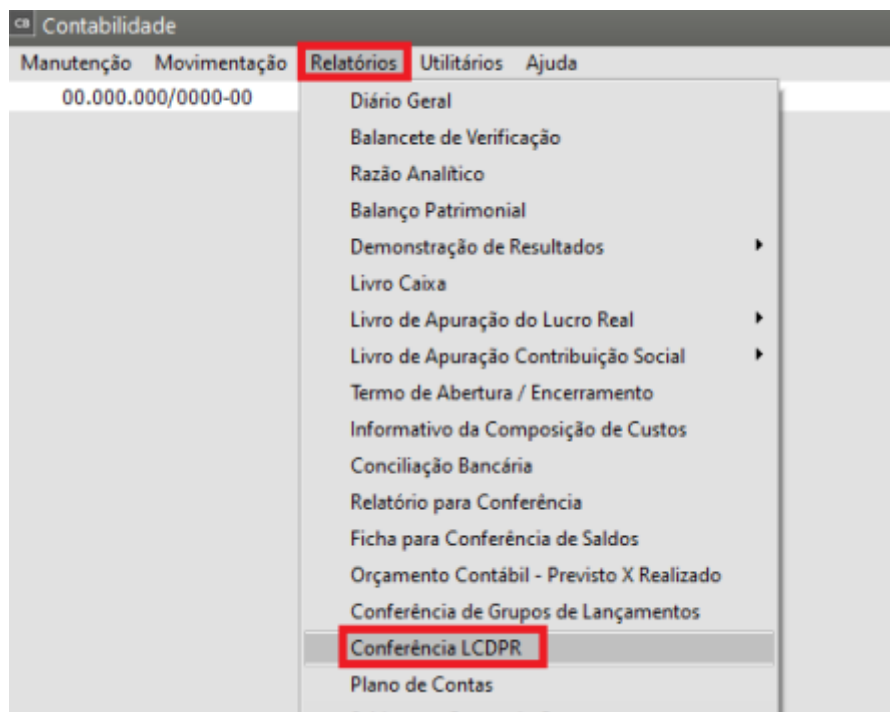 CB Contabilidade
Manutenção Movimentação Relatórios Utilitários Ajuda
00.000.000/0000-00
Diário Geral
Balancete de Verificação
Razão Analítico
Balanço Patrimonial
Demonstração de Resultados
Livro Caixa
Livro de Apuração do Lucro Real
Livro de Apuração Contribuição Social
Termo de Abertura / Encerramento
Informativo da Composição de Custos
Conciliação Bancária
Relatório para Conferência
Ficha para Conferência de Saldos
Orçamento Contábil - Previsto X Realizado
Conferência de Grupos de Lançamentos
Conferência LCDPR
Plano de Contas